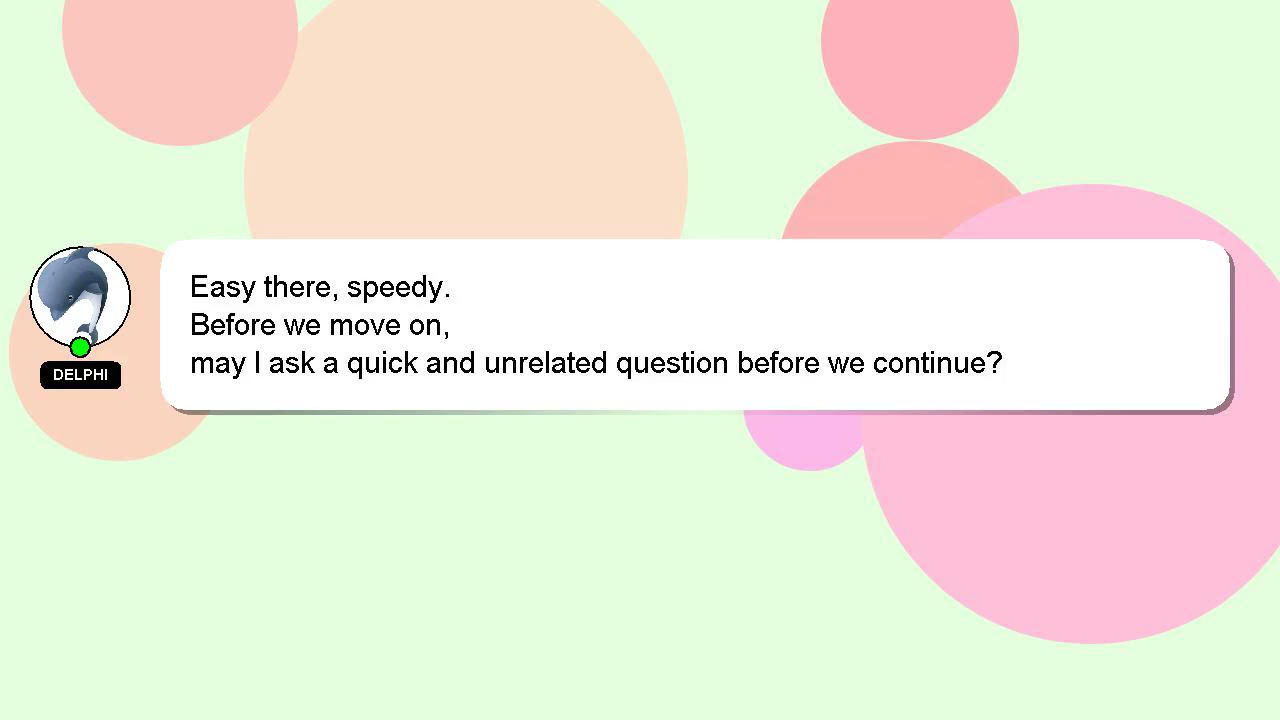 Easy there, speedy.
Before we move on,
may I ask a quick and unrelated question before we continue?
DELPHI